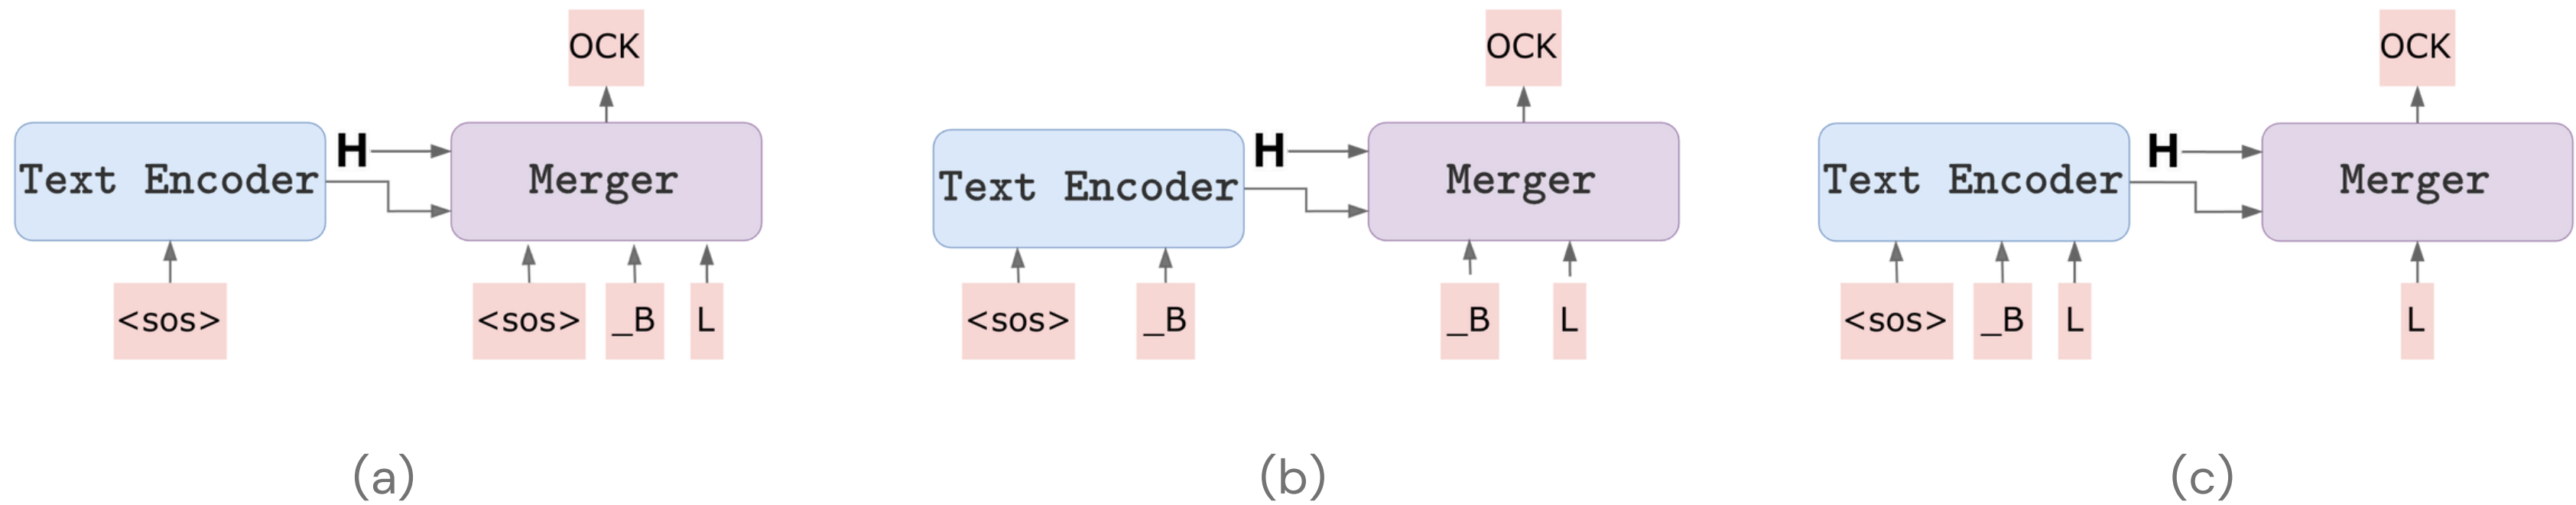 OCK
H
Text Encoder
Merger
<sos>
<sos> _B L
(a)
OCK
H
Text Encoder
Merger
<sos> _B
_B L
(b)
OCK
H
Text Encoder
Merger
<sos> _B L
L
(c)